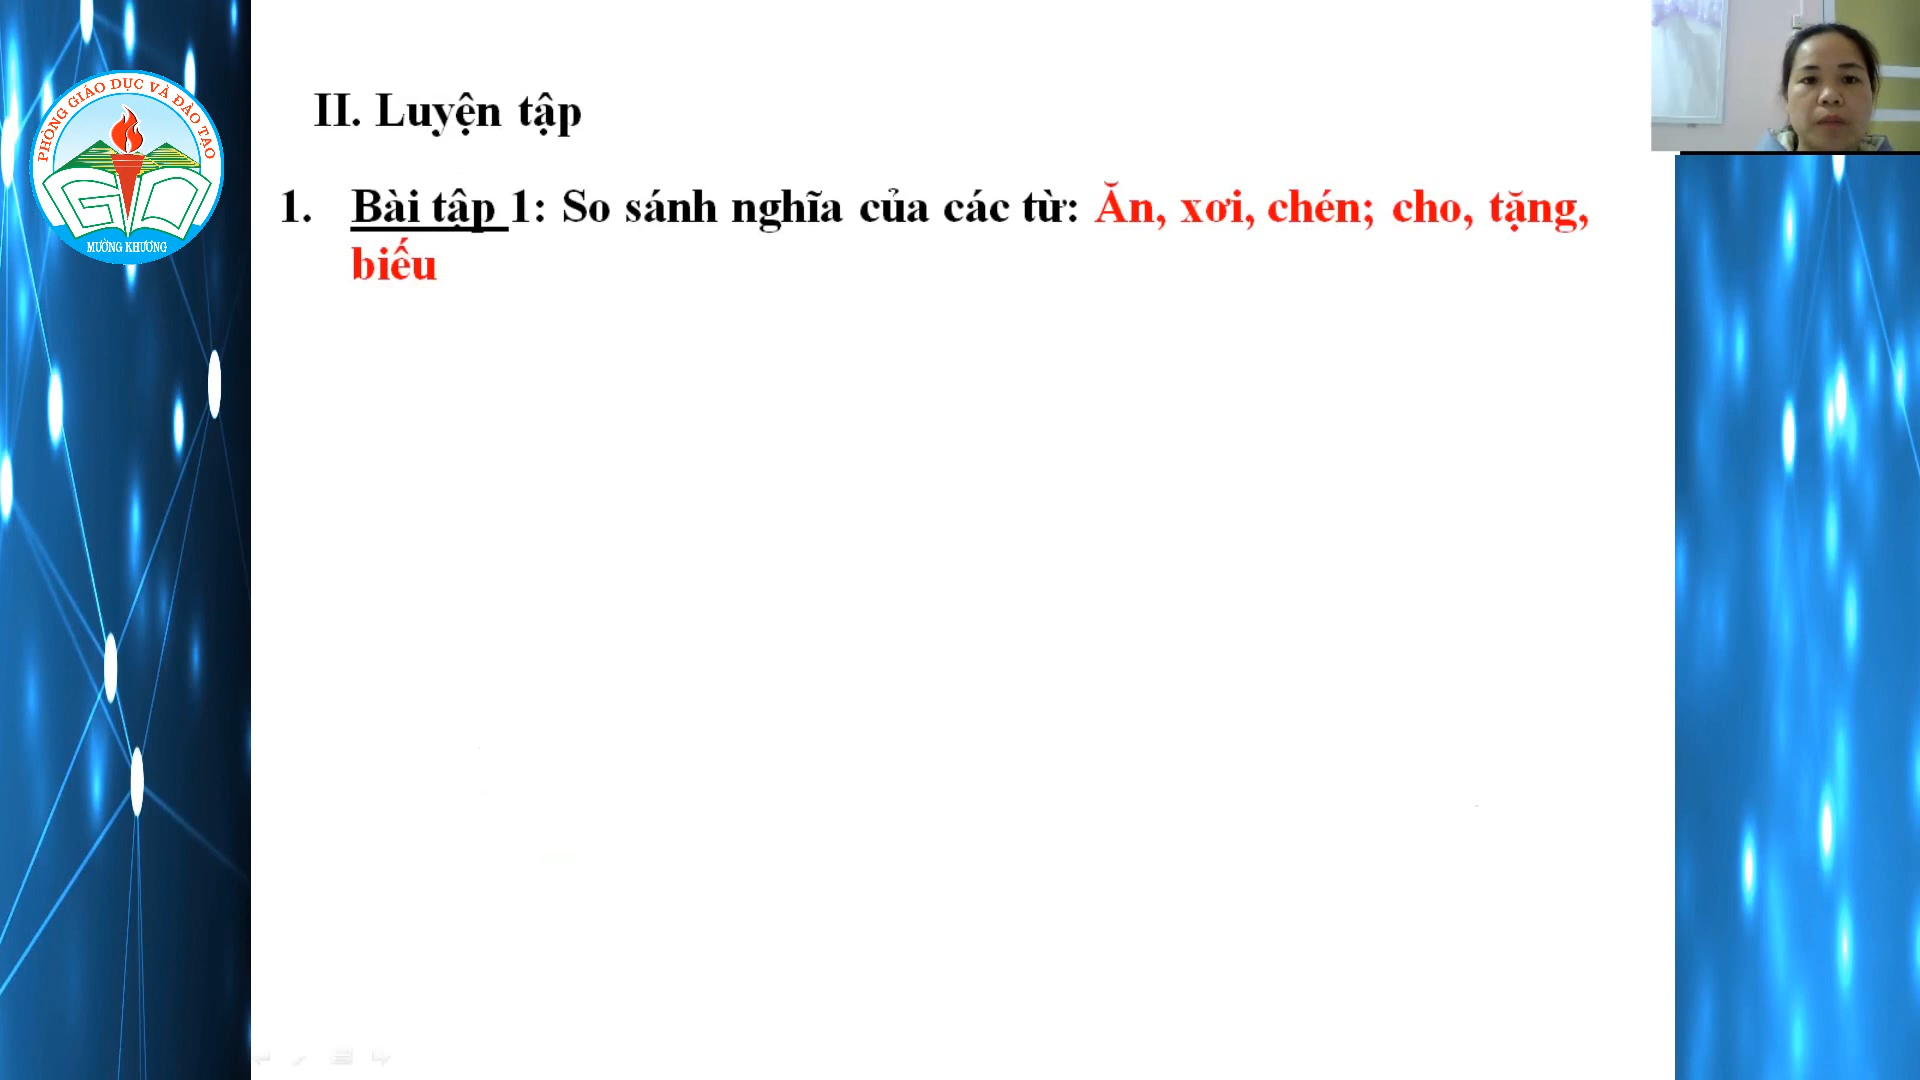 PHÒNG GIÁO DỤC VÀ ĐÀO TẠO
MƯỜNG KHƯƠNG
II. Luyện tập
1. Bài tập 1: So sánh nghĩa của các từ: Ăn, xơi, chén; cho, tặng,
biếu